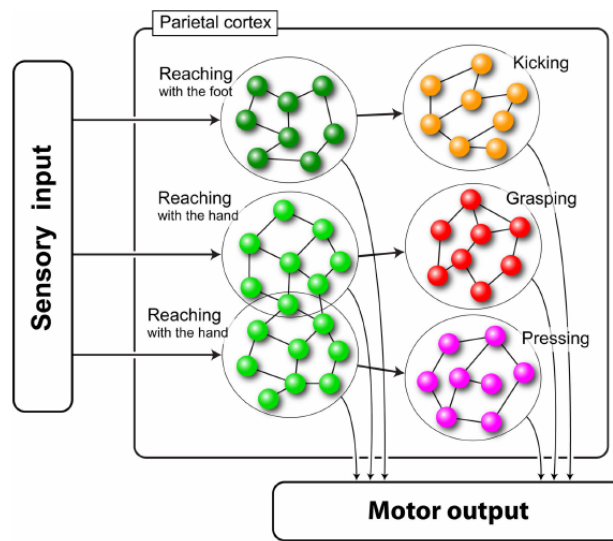 Parietal cortex
Sensory input
Reaching
with the foot
Kicking
Reaching
with the hand
Grasping
Reaching
with the hand
Pressing
Motor output